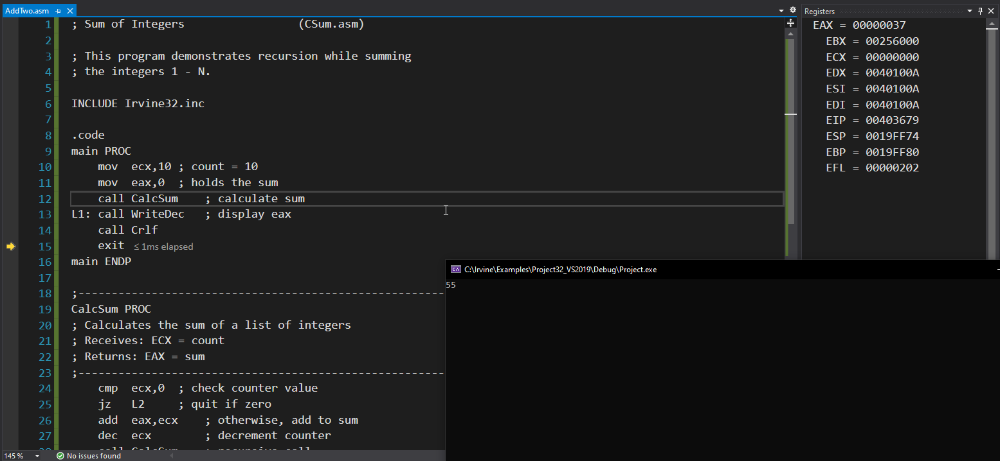 AddTwo.asm
1 ; Sum of Integers (CSum.asm)
2
3 ; This program demonstrates recursion while summing
4 ; the integers 1 - N.
5
6 INCLUDE Irvine32.inc
7
8 .code
9 main PROC
10 mov ecx,10 ; count = 10
11 mov eax,0 ; holds the sum
12 call CalcSum ; calculate sum
13 L1: call WriteDec ; display eax
14 call Crlf
15 exit ≤ 1ms elapsed
16 main ENDP
17
18 ;-------------------------------------------------------
19 CalcSum PROC
20 ; Calculates the sum of a list of integers
21 ; Receives: ECX = count
22 ; Returns: EAX = sum
23 ;-------------------------------------------------------
24 cmp ecx,0 ; check counter value
25 jz L2 ; quit if zero
26 add eax,ecx ; otherwise, add to sum
27 dec ecx ; decrement counter
145 %
No issues found
Registers
EAX = 00000037
EBX = 00256000
ECX = 00000000
EDX = 0040100A
ESI = 0040100A
EDI = 0040100A
EIP = 00403679
ESP = 0019FF74
EBP = 0019FF80
EFL = 00000202
C:\Irvine\Examples\Project32_VS2019\Debug\Project.exe
55